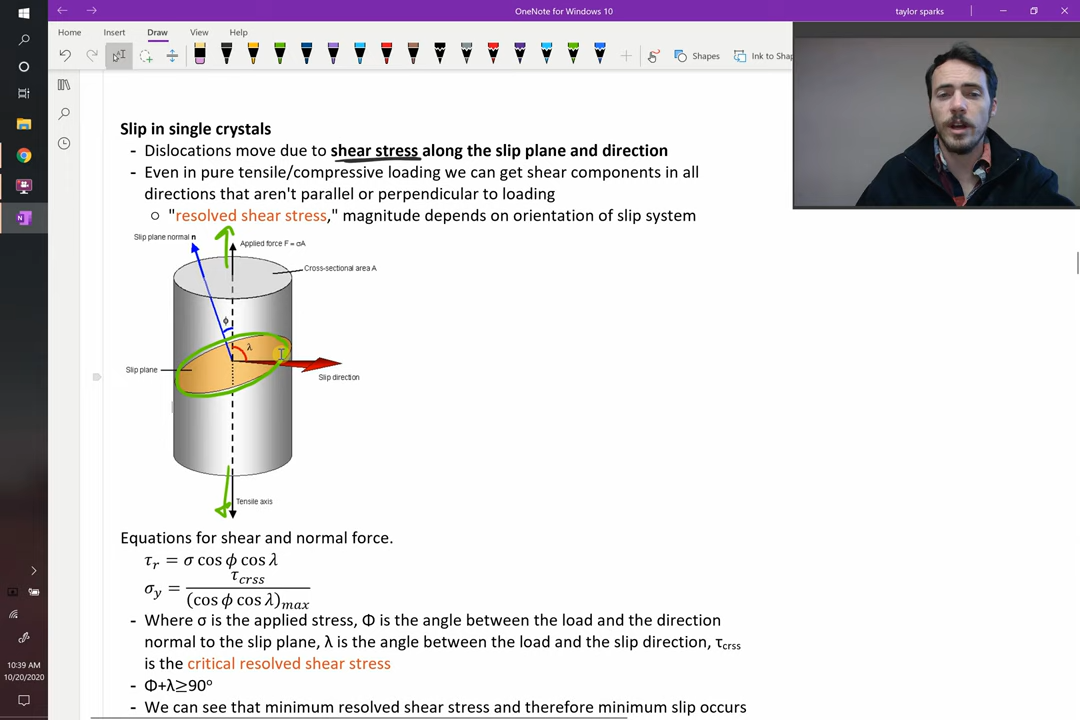 OneNote for Windows 10
taylor sparks
Home Insert Draw View Help
Shapes
Ink to Shap
Slip in single crystals
- Dislocations move due to shear stress along the slip plane and direction
- Even in pure tensile/compressive loading we can get shear components in all
directions that aren't parallel or perpendicular to loading
○ "resolved shear stress," magnitude depends on orientation of slip system
Slip plane normal n
Applied force F = σA
Cross-sectional area A
ϕ
λ
Slip plane
Slip direction
Tensile axis
Equations for shear and normal force.
τr = σ cos ϕ cos λ
σy = τcrss / (cos ϕ cos λ)max
- Where σ is the applied stress, Φ is the angle between the load and the direction
normal to the slip plane, λ is the angle between the load and the slip direction, τcrss
is the critical resolved shear stress
- Φ+λ≥90°
- We can see that minimum resolved shear stress and therefore minimum slip occurs
10:39 AM
10/20/2020